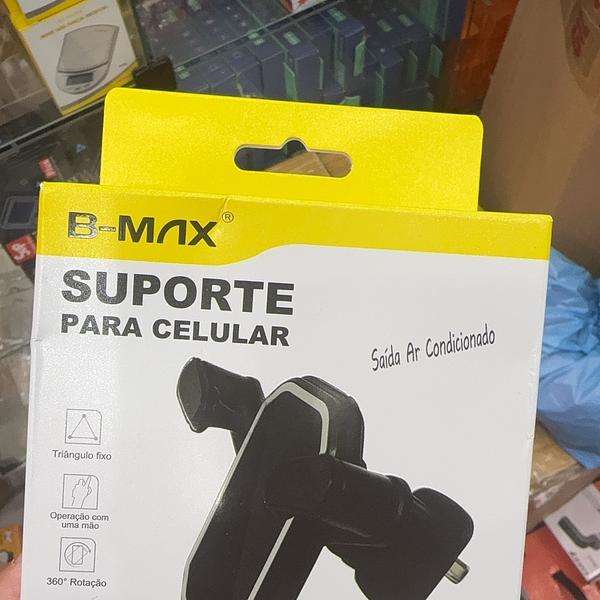 B-MAX®
SUPORTE
PARA CELULAR
Saída Ar Condicionado
Triângulo fixo
Operação com
uma mão
360° Rotação